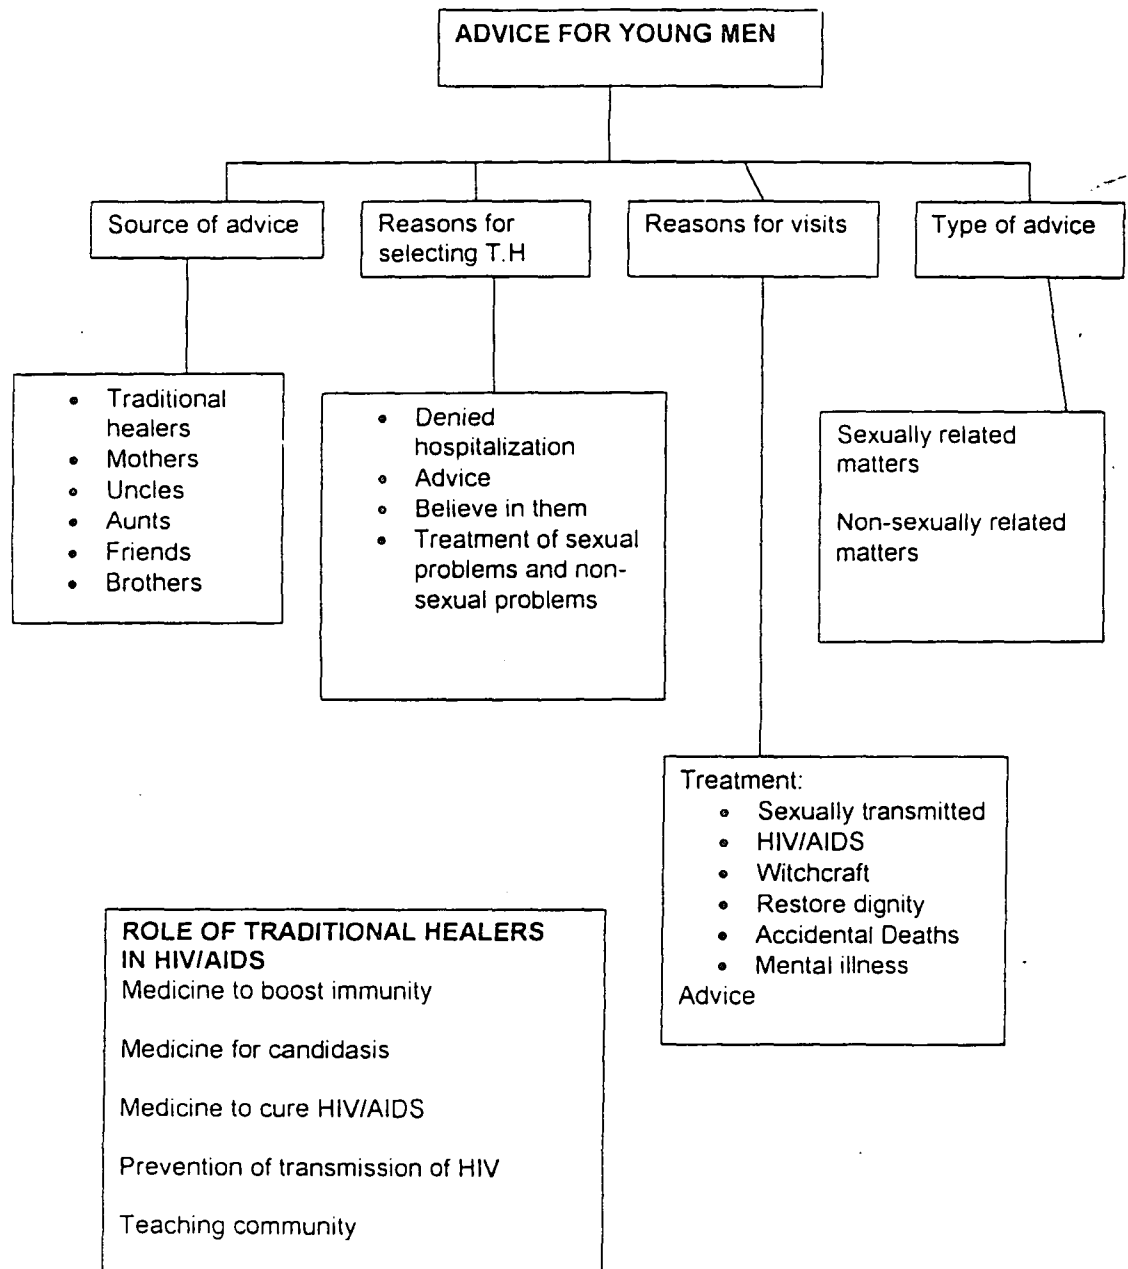 ADVICE FOR YOUNG MEN
Source of advice
Reasons for
selecting T.H
Reasons for visits
Type of advice
• Traditional
healers
• Mothers
• Uncles
• Aunts
• Friends
• Brothers
• Denied
hospitalization
• Advice
• Believe in them
• Treatment of sexual
problems and non-
sexual problems
Sexually related
matters
Non-sexually related
matters
Treatment:
• Sexually transmitted
• HIV/AIDS
• Witchcraft
• Restore dignity
• Accidental Deaths
• Mental illness
Advice
ROLE OF TRADITIONAL HEALERS
IN HIV/AIDS
Medicine to boost immunity
Medicine for candidasis
Medicine to cure HIV/AIDS
Prevention of transmission of HIV
Teaching community